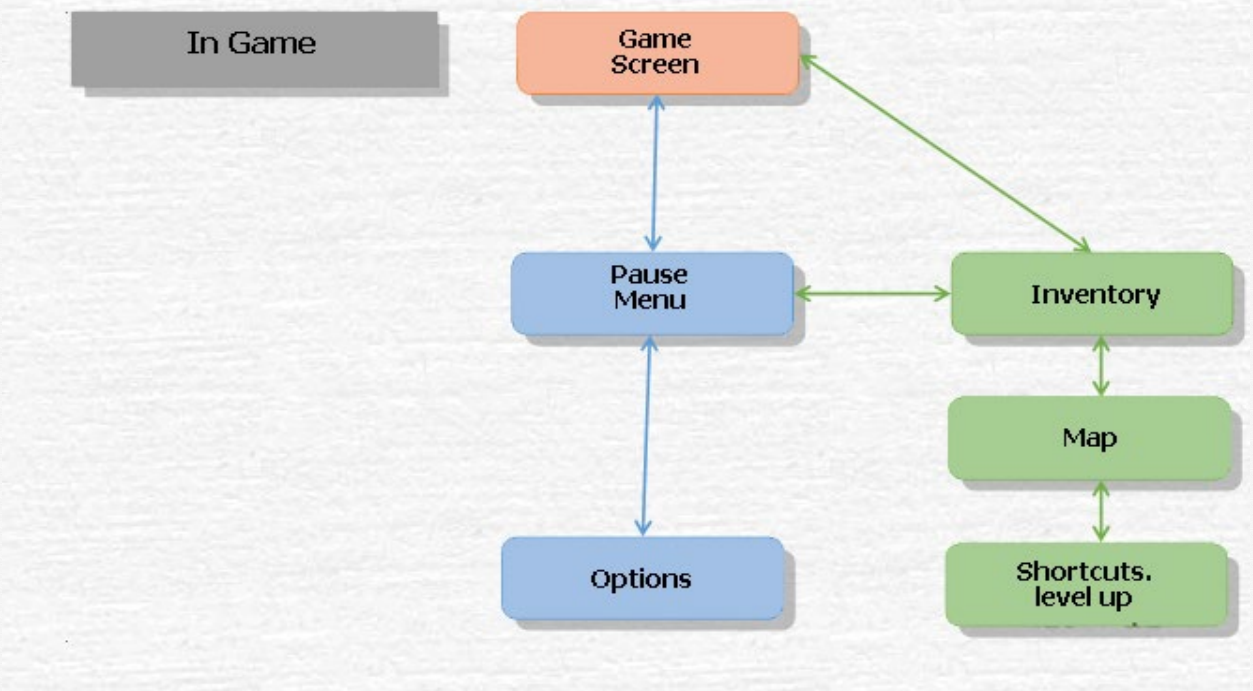 In Game
Game
Screen
Pause
Menu
Inventory
Map
Options
Shortcuts.
level up